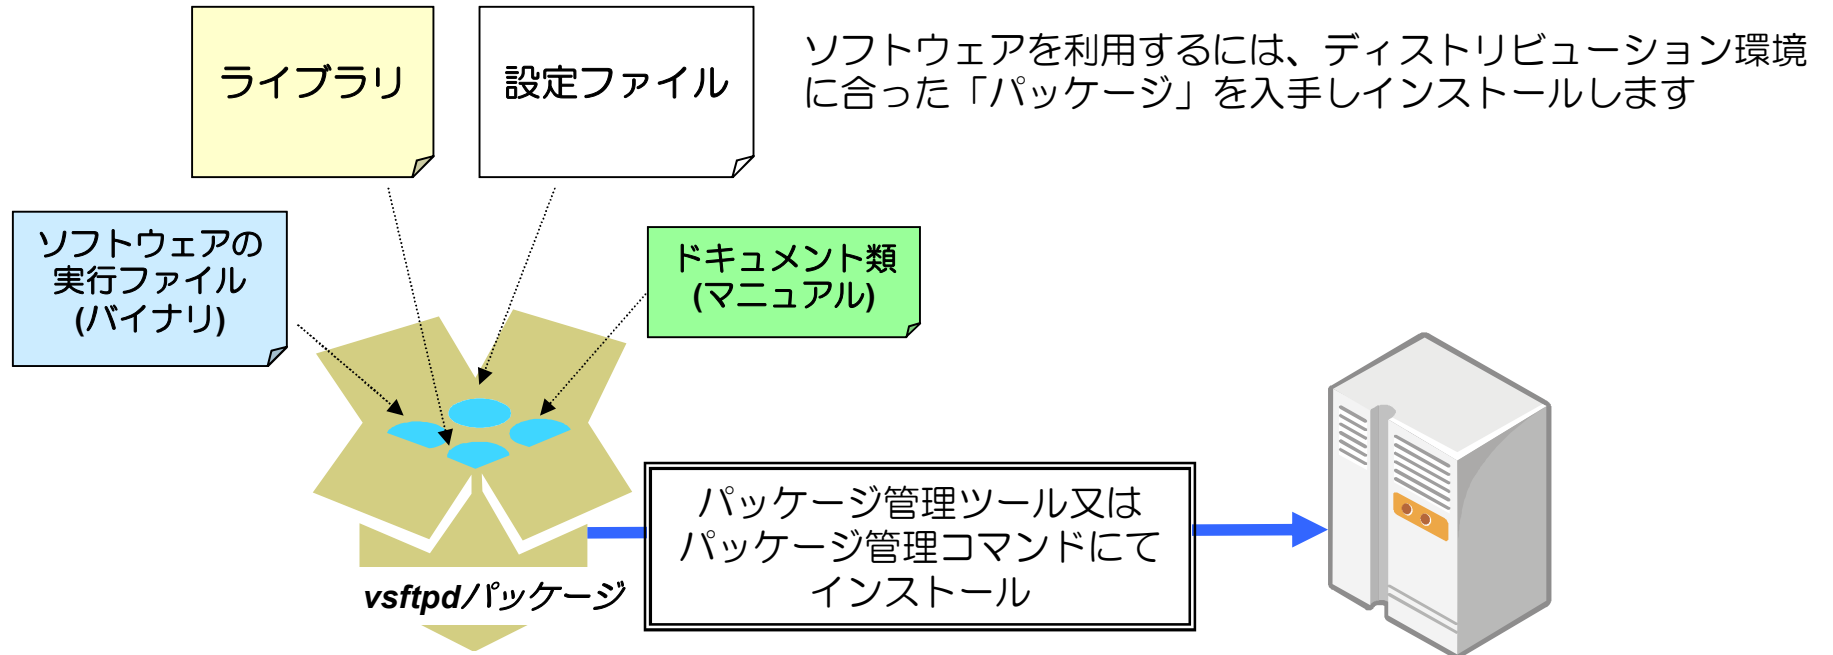 ライブラリ
設定ファイル
ソフトウェアを利用するには、ディストリビューション環境
に合った「パッケージ」を入手しインストールします
ソフトウェアの
実行ファイル
(バイナリ)
ドキュメント類
(マニュアル)
パッケージ管理ツール又は
パッケージ管理コマンドにて
インストール
vsftpdパッケージ